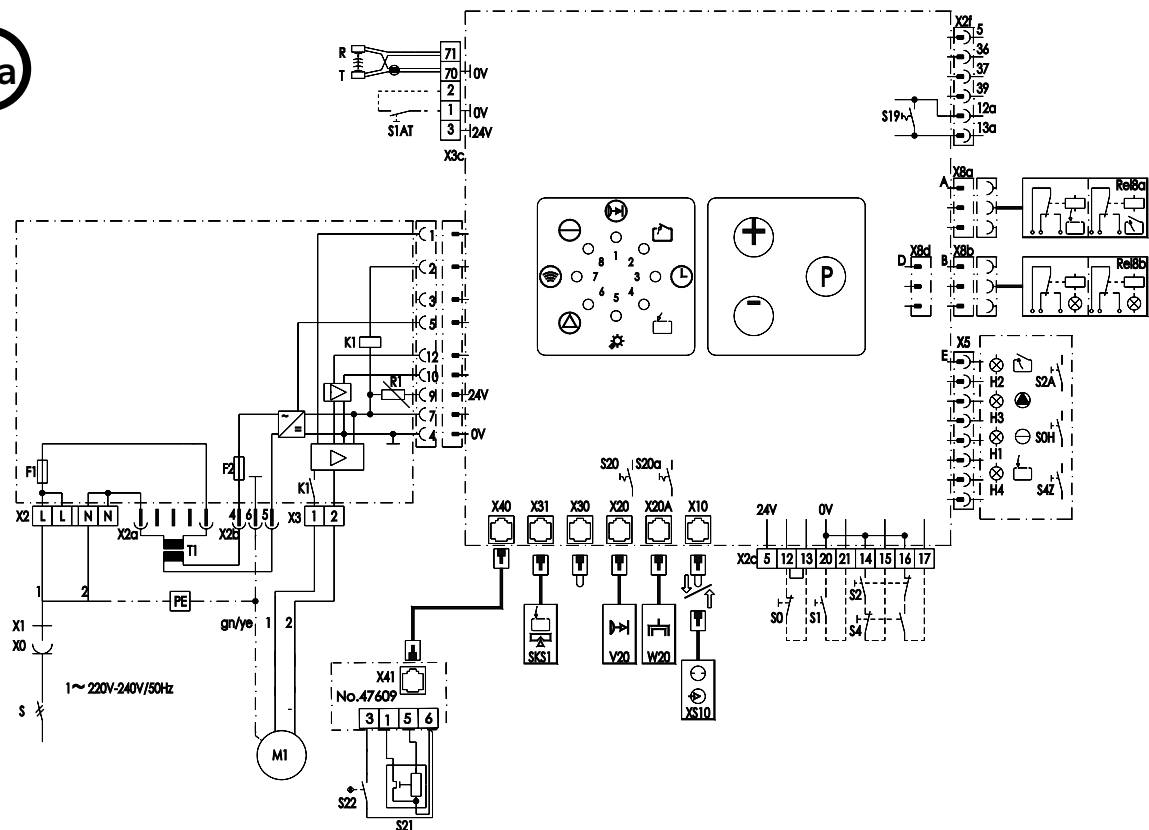 a
R
T
71
70
0V
2
1
0V
3
24V
S1AT
X3c
X2f
5
36
37
39
12a
13a
S19
A
X8a
Rel8a
X8d
D
B
X8b
Rel8b
X5
E
H2
S2A
H3
S0H
H1
H4
S4Z
1
2
3
4
5
6
7
8
+
-
P
1
2
3
5
12
10
9
24V
7
4
0V
K1
R1
~
=
F1
F2
K1
X2
L
L
N
N
X2a
4
6
5
X2b
X3
1
2
T1
1
2
PE
gn/ye
1
2
X1
X0
1~220V-240V/50Hz
S
M1
S20
S20a
X40
X31
X30
X20
X20A
X10
SKS1
V20
W20
XS10
24V
0V
X2c
5
12
13
20
21
14
15
16
17
S0
S1
S2
S4
X41
No.47609
3
1
5
6
S22
S21